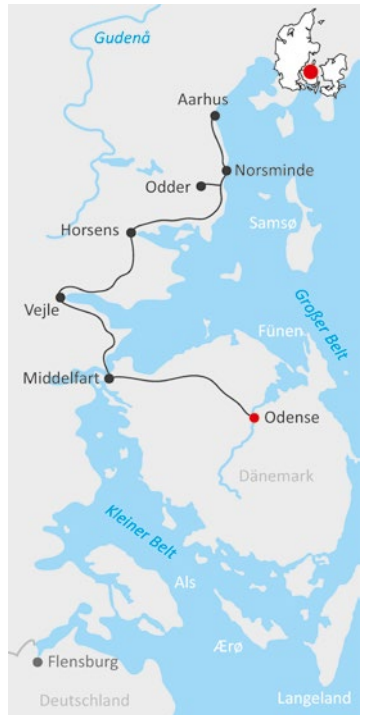 Gudenå
Aarhus
Norsminde
Odder
Samsø
Horsens
Großer Belt
Vejle
Fünen
Middelfart
Odense
Dänemark
Kleiner Belt
Als
Ærø
Flensburg
Deutschland
Langeland